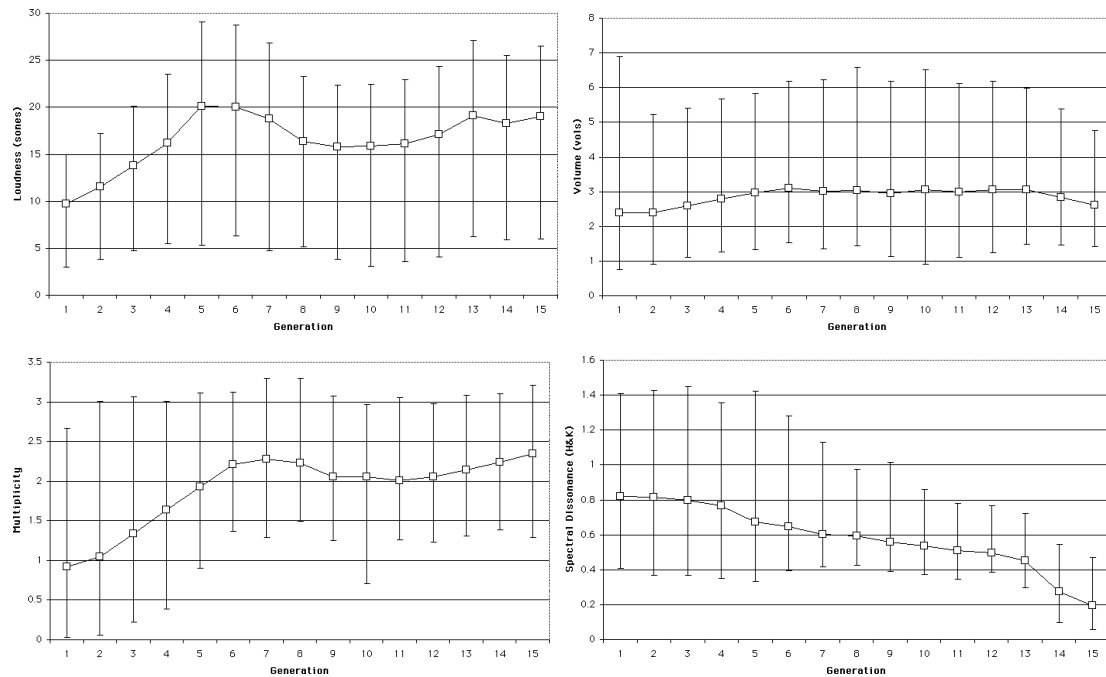 30
25
20
15
10
5
0
Loudness (sones)
1 2 3 4 5 6 7 8 9 10 11 12 13 14 15
Generation
8
7
6
5
4
3
2
1
0
Volume (vols)
1 2 3 4 5 6 7 8 9 10 11 12 13 14 15
Generation
3.5
3
2.5
2
1.5
1
0.5
0
Multiplicity
1 2 3 4 5 6 7 8 9 10 11 12 13 14 15
Generation
1.6
1.4
1.2
1
0.8
0.6
0.4
0.2
0
Spectral Dissonance (H&K)
1 2 3 4 5 6 7 8 9 10 11 12 13 14 15
Generation